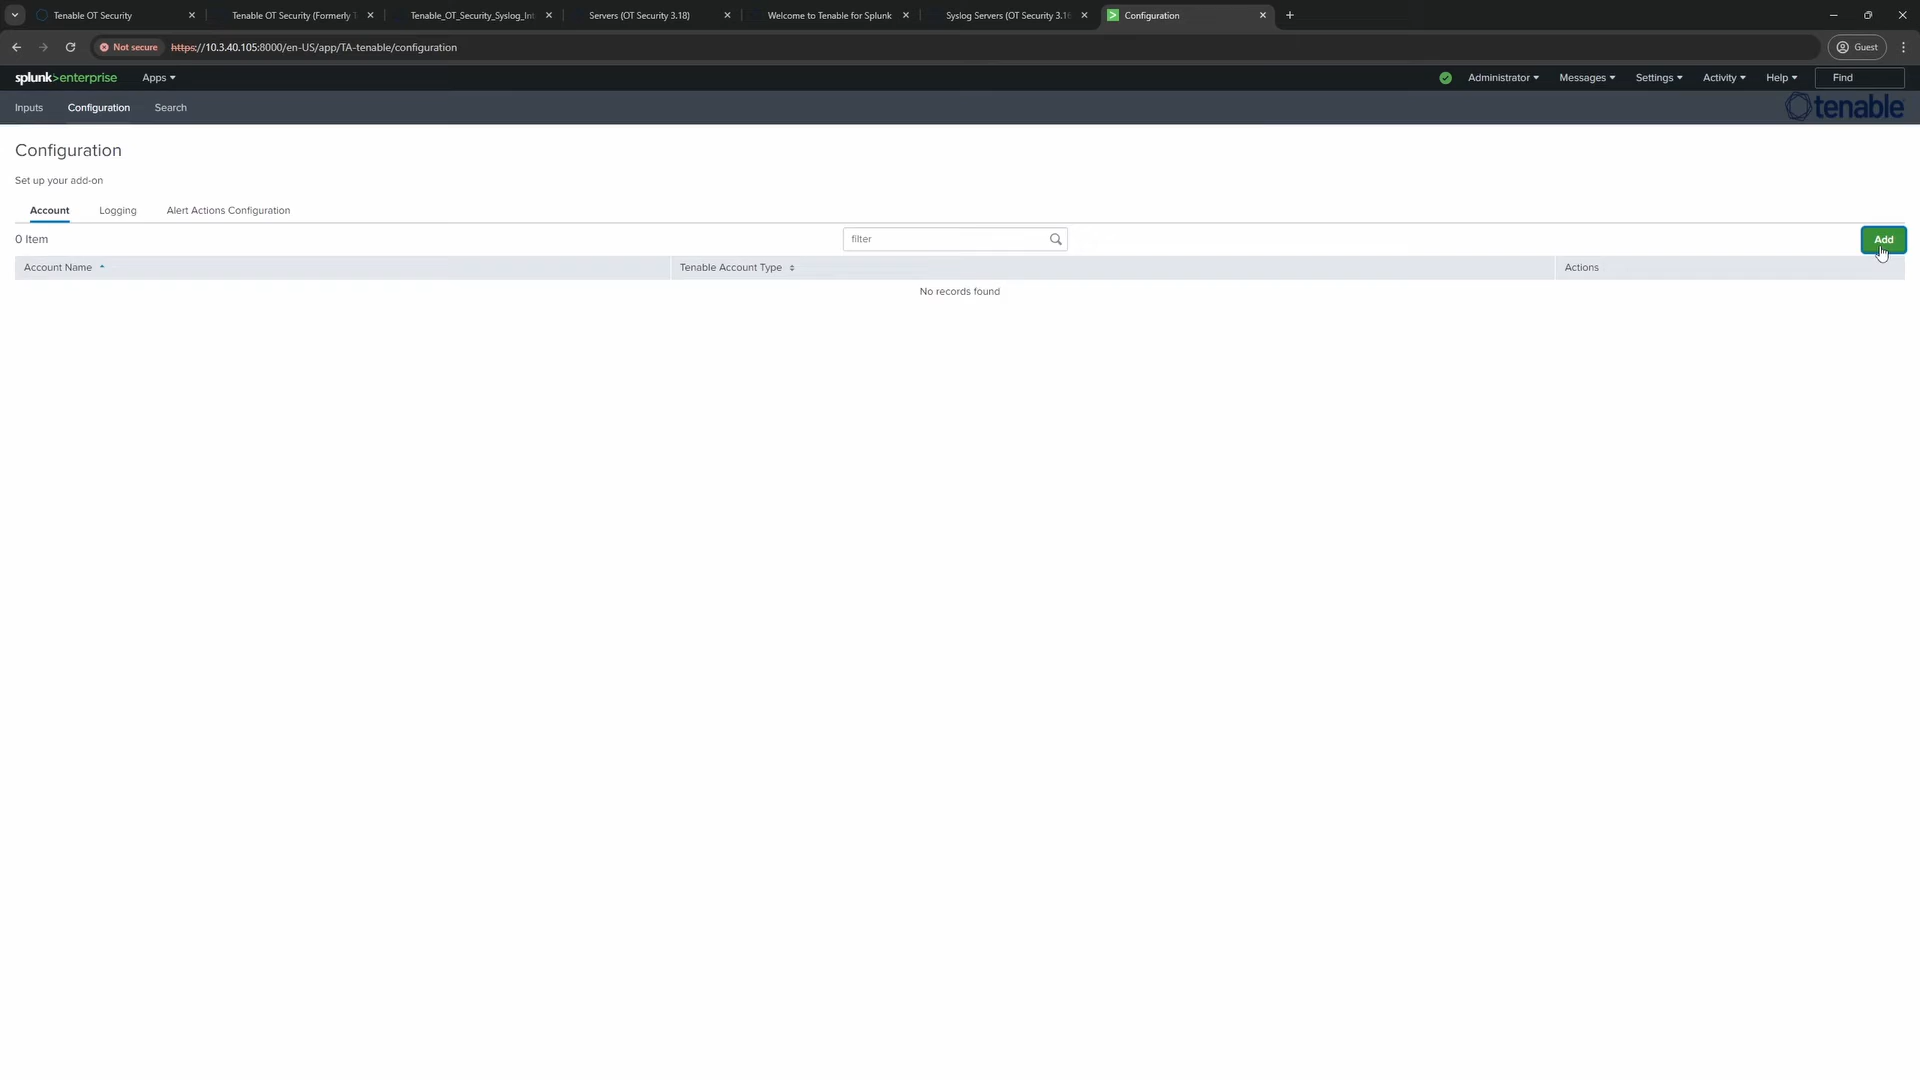 Tenable OT Security
Tenable OT Security (Formerly T
Tenable_OT_Security_Syslog_Int
Servers (OT Security 3.18)
Welcome to Tenable for Splunk
Syslog Servers (OT Security 3.16
Configuration
Not secure
https://10.3.40.105:8000/en-US/app/TA-tenable/configuration
Guest
splunk>enterprise
Apps
Administrator
Messages
Settings
Activity
Help
Find
Inputs
Configuration
Search
tenable
Configuration
Set up your add-on
Account
Logging
Alert Actions Configuration
0 Item
filter
Add
Account Name
Tenable Account Type
Actions
No records found